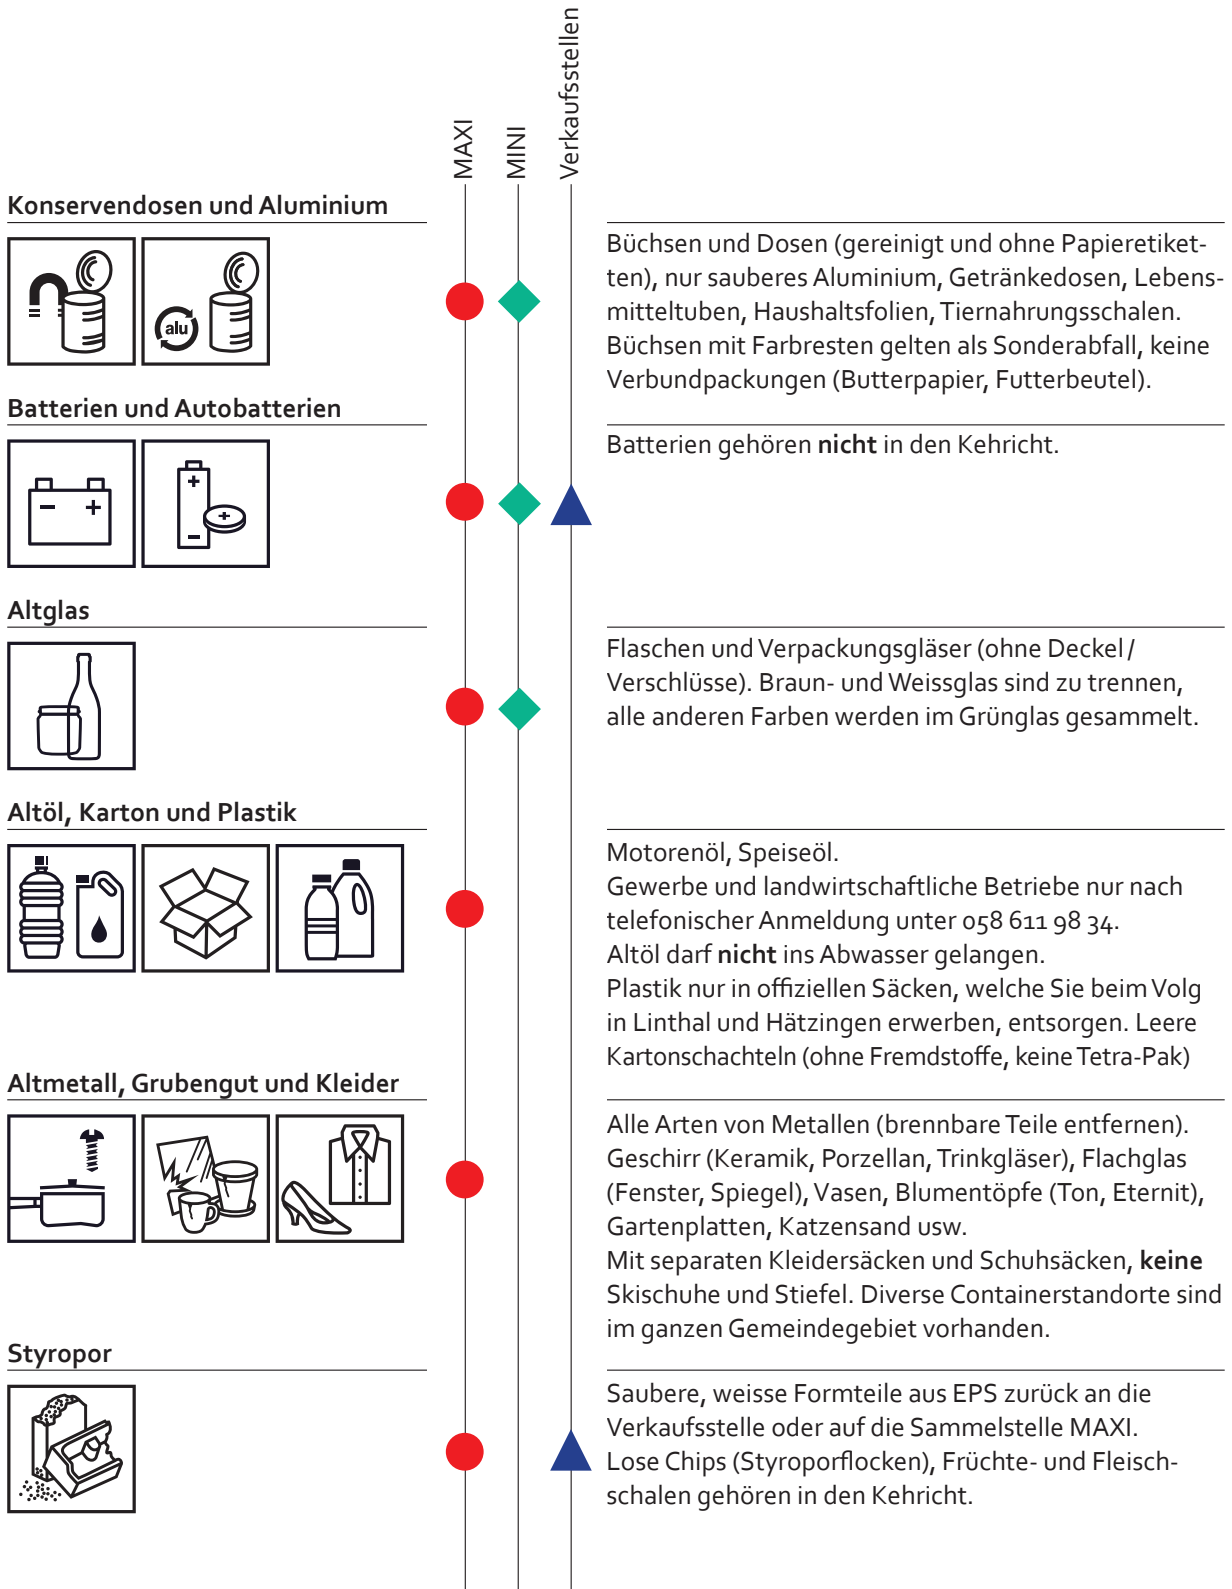 MAXI
MINI
Verkaufsstellen
Konservendosen und Aluminium
alu
Büchsen und Dosen (gereinigt und ohne Papieretiket-
ten), nur sauberes Aluminium, Getränkedosen, Lebens-
mitteltuben, Haushaltsfolien, Tiernahrungsschalen.
Büchsen mit Farbresten gelten als Sonderabfall, keine
Verbundpackungen (Butterpapier, Futterbeutel).
Batterien und Autobatterien
Batterien gehören nicht in den Kehricht.
Altglas
Flaschen und Verpackungsgläser (ohne Deckel /
Verschlüsse). Braun- und Weissglas sind zu trennen,
alle anderen Farben werden im Grünglas gesammelt.
Altöl, Karton und Plastik
Motorenöl, Speiseöl.
Gewerbe und landwirtschaftliche Betriebe nur nach
telefonischer Anmeldung unter 058 611 98 34.
Altöl darf nicht ins Abwasser gelangen.
Plastik nur in offiziellen Säcken, welche Sie beim Volg
in Linthal und Hätzingen erwerben, entsorgen. Leere
Kartonschachteln (ohne Fremdstoffe, keine Tetra-Pak)
Altmetall, Grubengut und Kleider
Alle Arten von Metallen (brennbare Teile entfernen).
Geschirr (Keramik, Porzellan, Trinkgläser), Flachglas
(Fenster, Spiegel), Vasen, Blumentöpfe (Ton, Eternit),
Gartenplatten, Katzensand usw.
Mit separaten Kleidersäcken und Schuhsäcken, keine
Skischuhe und Stiefel. Diverse Containerstandorte sind
im ganzen Gemeindegebiet vorhanden.
Styropor
Saubere, weisse Formteile aus EPS zurück an die
Verkaufsstelle oder auf die Sammelstelle MAXI.
Lose Chips (Styroporflocken), Früchte- und Fleisch-
schalen gehören in den Kehricht.